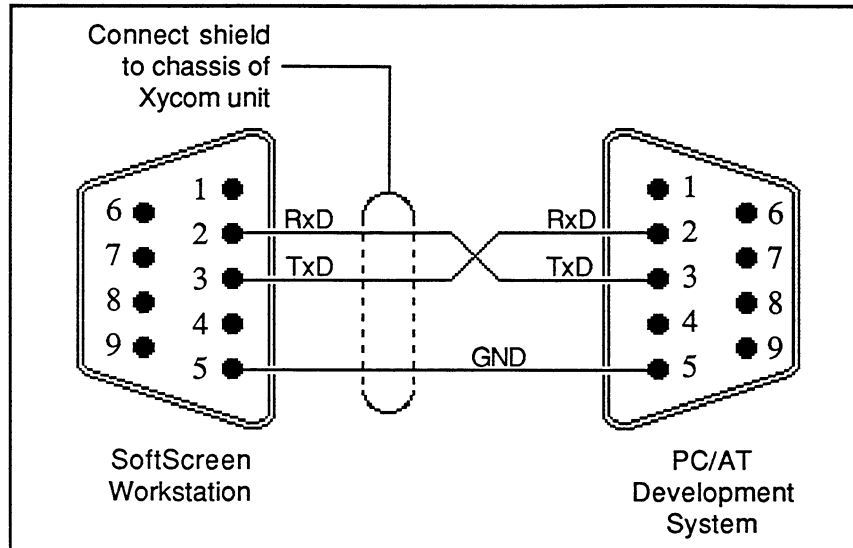 Connect shield
to chassis of
Xycom unit
1
6
2
7
3
8
4
9
5
RxD
TxD
RxD
TxD
GND
1
6
2
7
3
8
4
9
5
SoftScreen
Workstation
PC/AT
Development
System